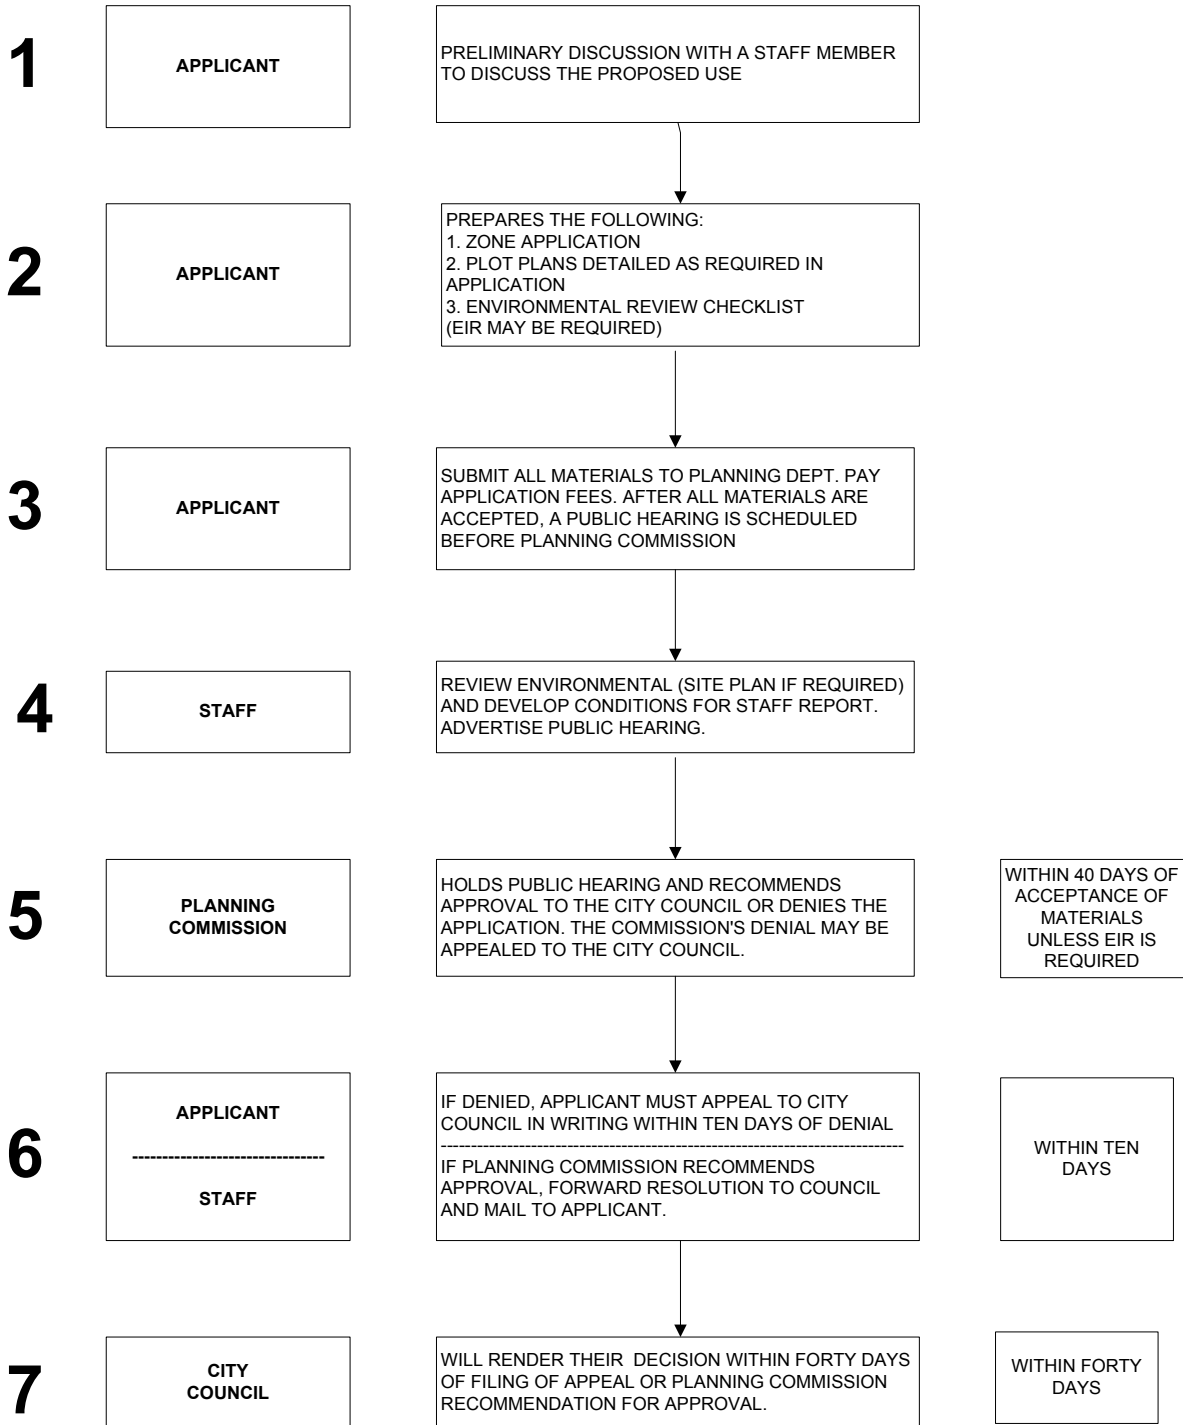 1
APPLICANT
PRELIMINARY DISCUSSION WITH A STAFF MEMBER
TO DISCUSS THE PROPOSED USE
2
APPLICANT
PREPARES THE FOLLOWING:
1. ZONE APPLICATION
2. PLOT PLANS DETAILED AS REQUIRED IN
APPLICATION
3. ENVIRONMENTAL REVIEW CHECKLIST
(EIR MAY BE REQUIRED)
3
APPLICANT
SUBMIT ALL MATERIALS TO PLANNING DEPT. PAY
APPLICATION FEES. AFTER ALL MATERIALS ARE
ACCEPTED, A PUBLIC HEARING IS SCHEDULED
BEFORE PLANNING COMMISSION
4
STAFF
REVIEW ENVIRONMENTAL (SITE PLAN IF REQUIRED)
AND DEVELOP CONDITIONS FOR STAFF REPORT.
ADVERTISE PUBLIC HEARING.
5
PLANNING
COMMISSION
HOLDS PUBLIC HEARING AND RECOMMENDS
APPROVAL TO THE CITY COUNCIL OR DENIES THE
APPLICATION. THE COMMISSION'S DENIAL MAY BE
APPEALED TO THE CITY COUNCIL.
WITHIN 40 DAYS OF
ACCEPTANCE OF
MATERIALS
UNLESS EIR IS
REQUIRED
6
APPLICANT
--------------------------------
STAFF
IF DENIED, APPLICANT MUST APPEAL TO CITY
COUNCIL IN WRITING WITHIN TEN DAYS OF DENIAL
-----------------------------------------------------------------------------
IF PLANNING COMMISSION RECOMMENDS
APPROVAL, FORWARD RESOLUTION TO COUNCIL
AND MAIL TO APPLICANT.
WITHIN TEN
DAYS
7
CITY
COUNCIL
WILL RENDER THEIR DECISION WITHIN FORTY DAYS
OF FILING OF APPEAL OR PLANNING COMMISSION
RECOMMENDATION FOR APPROVAL.
WITHIN FORTY
DAYS